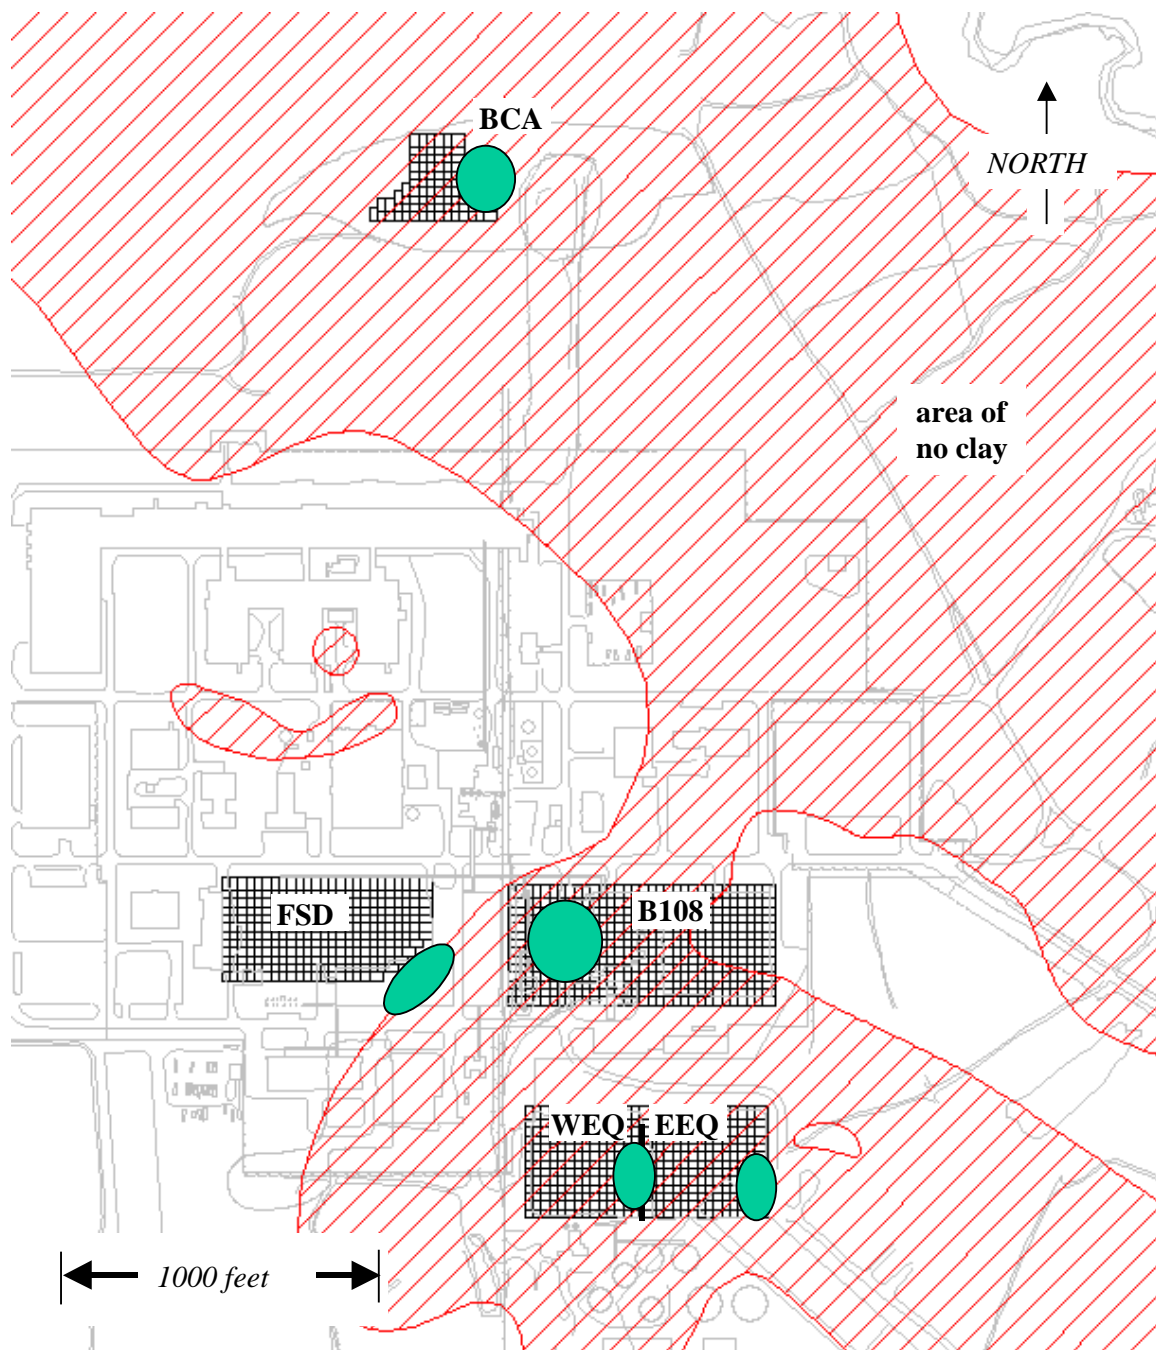 BCA
NORTH
area of
no clay
FSD
B108
WEQ
EEQ
1000 feet